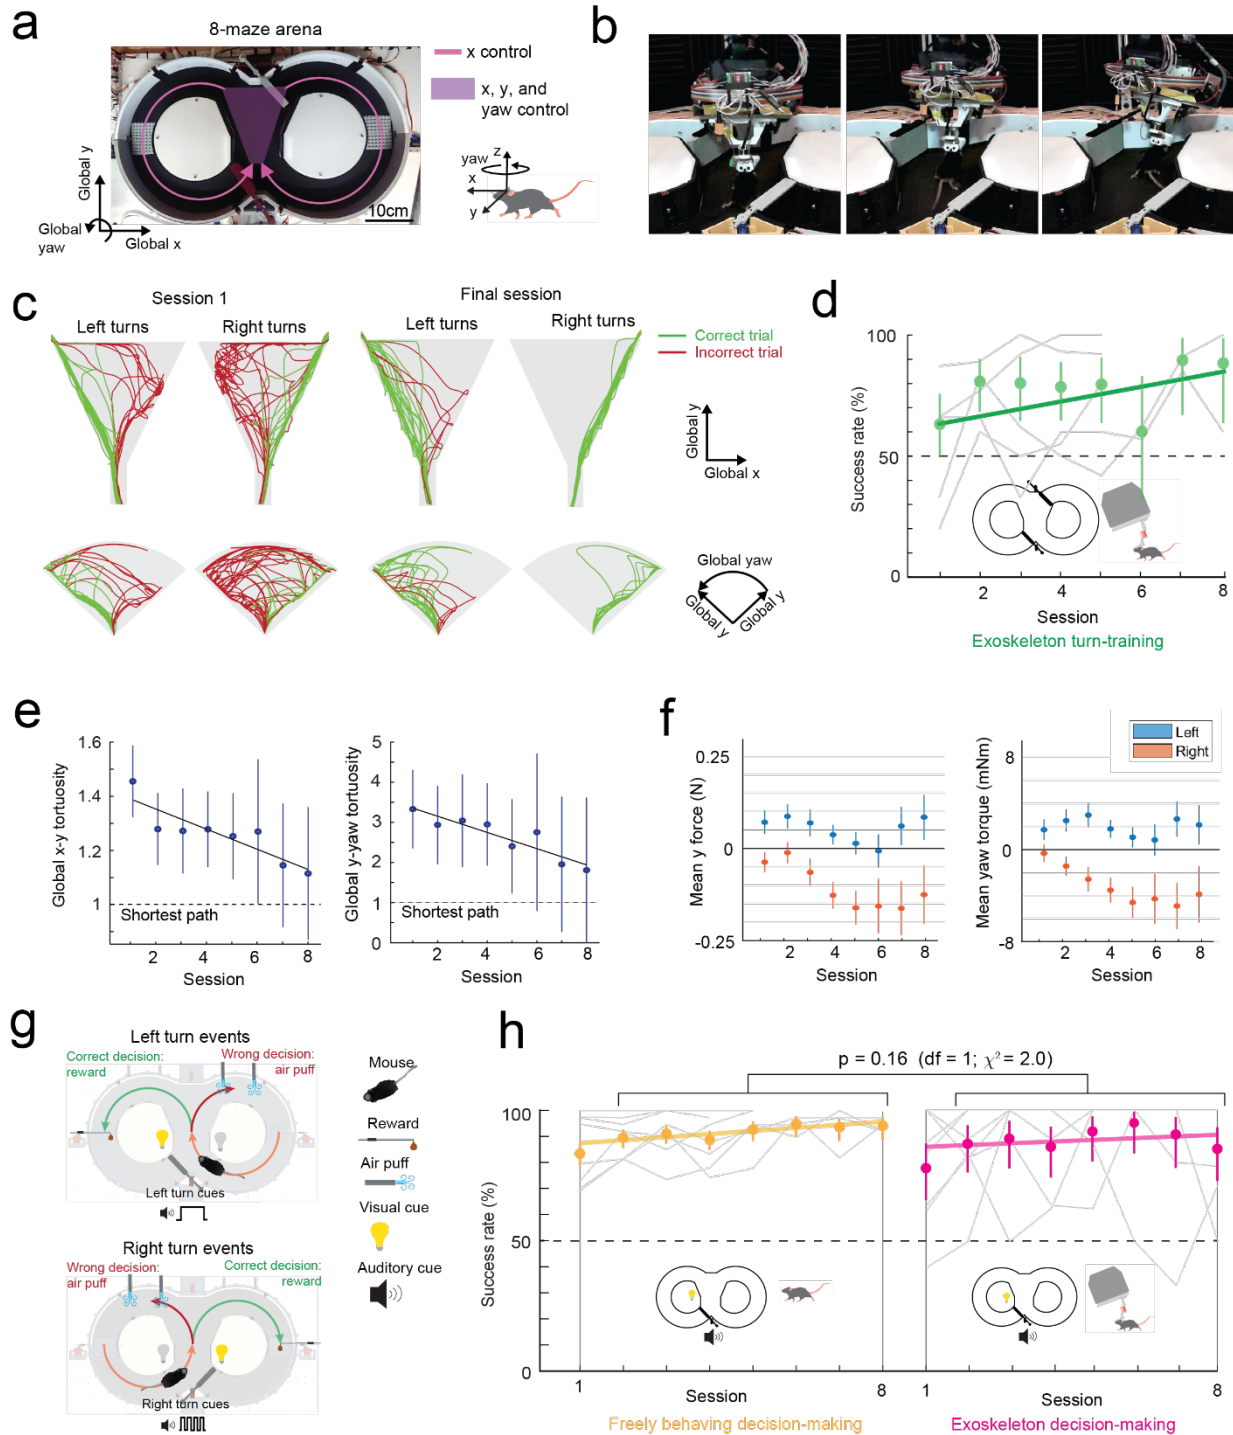 a
8-maze arena
x control
x, y, and
yaw control
Global y
Global
yaw
Global x
10cm
yaw
z
x
y
b
c
Session 1
Final session
Left turns
Right turns
Left turns
Right turns
Correct trial
Incorrect trial
Global y
Global x
Global yaw
Global y
Global y
d
Success rate (%)
100
50
0
2
4
6
8
Session
Exoskeleton turn-training
e
Global x-y tortuosity
1.6
1.4
1.2
1
Shortest path
2
4
6
8
Session
Global y-yaw tortuosity
5
4
3
2
1
0
Shortest path
2
4
6
8
Session
f
Mean y force (N)
0.25
0
-0.25
2
4
6
8
Session
Left
Right
Mean yaw torque (mNm)
8
0
-8
2
4
6
8
Session
g
Left turn events
Correct decision:
reward
Wrong decision:
air puff
Left turn cues
Right turn events
Wrong decision:
air puff
Correct decision:
reward
Right turn cues
Mouse
Reward
Air puff
Visual cue
Auditory cue
h
p = 0.16 (df = 1; χ² = 2.0)
Success rate (%)
100
50
0
1
Session
8
Freely behaving decision-making
100
50
0
1
Session
8
Exoskeleton decision-making